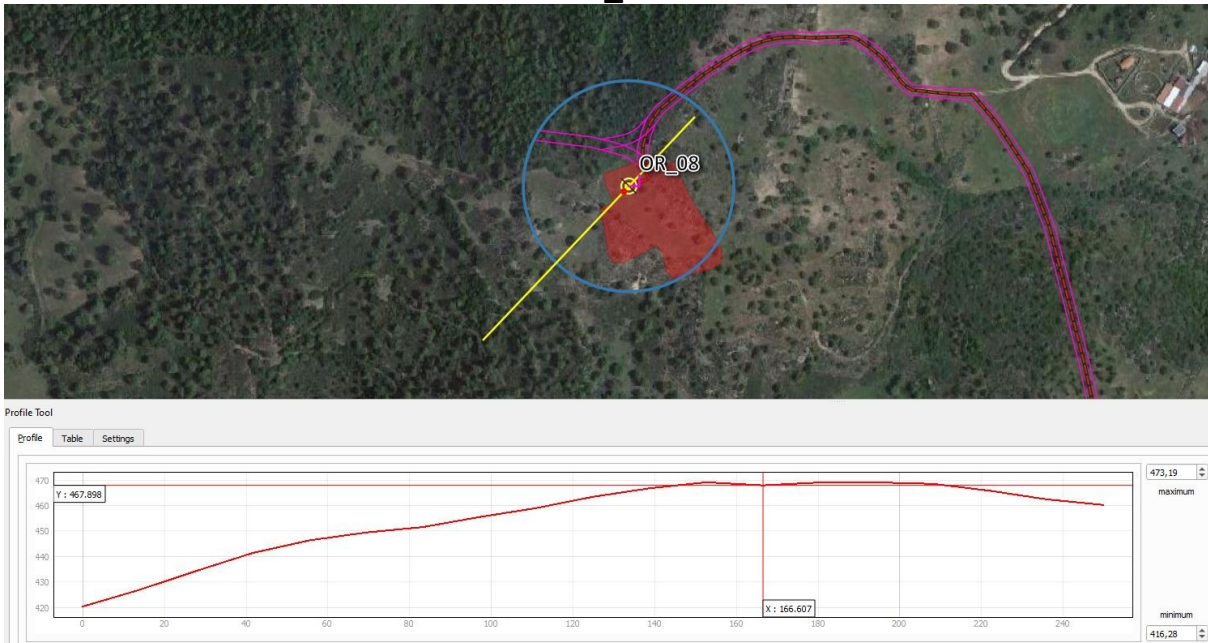 OR_08
Profile Tool
Profile Table Settings
473,19
maximum
470
Y : 467.898
460
450
440
430
420
X : 166.607
0 20 40 60 80 100 120 140 160 180 200 220 240
minimum
416,28